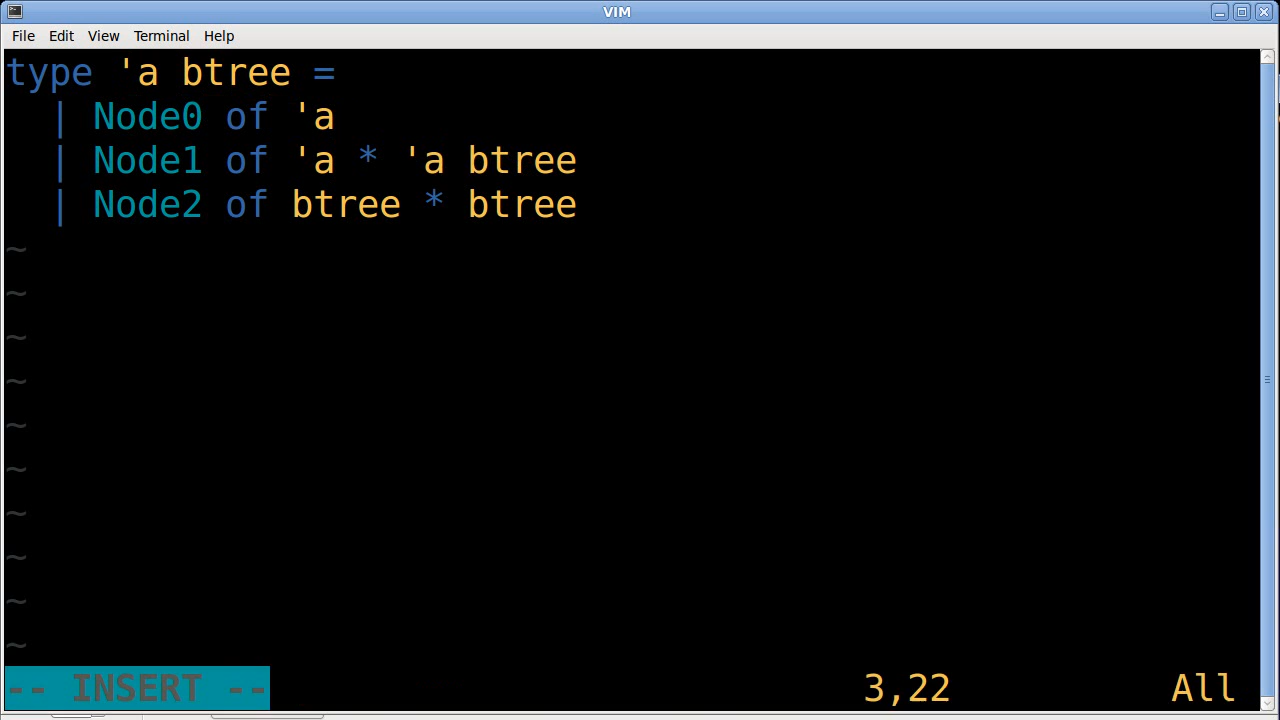 VIM
File Edit View Terminal Help
type 'a btree =
  | Node0 of 'a
  | Node1 of 'a * 'a btree
  | Node2 of btree * btree
~
~
~
~
~
~
~
~
~
~
-- INSERT -- 3,22 All